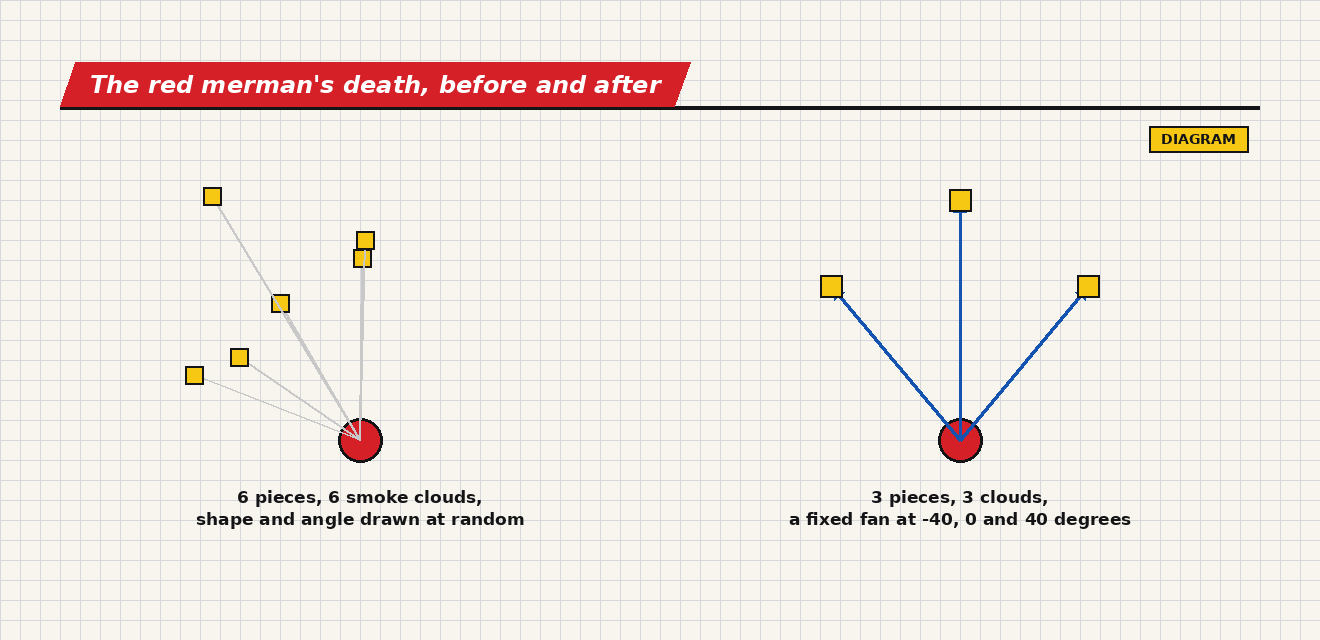 The red merman's death, before and after
DIAGRAM
6 pieces, 6 smoke clouds,
shape and angle drawn at random
3 pieces, 3 clouds,
a fixed fan at -40, 0 and 40 degrees